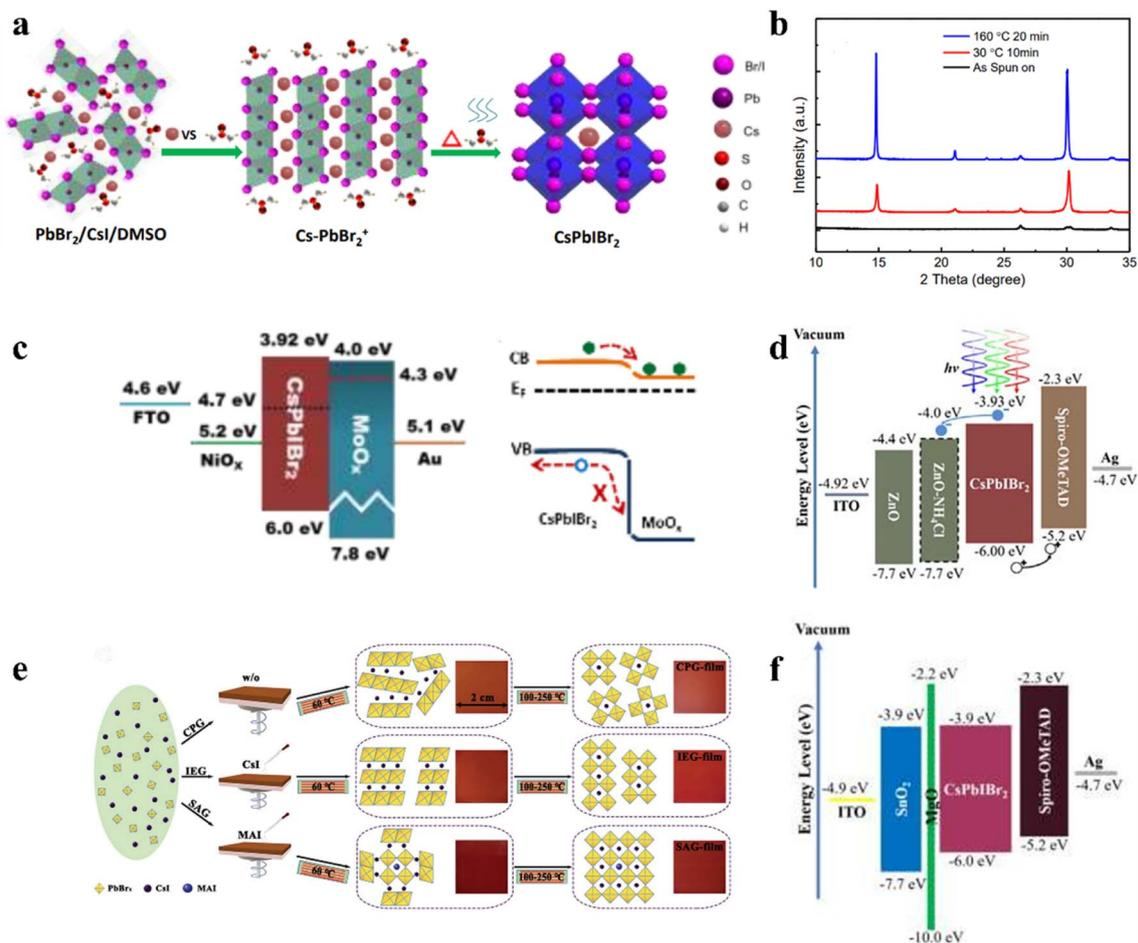 a
VS
PbBr₂/CsI/DMSO
Cs-PbBr₂⁺
CsPbIBr₂
Br/I
Pb
Cs
S
O
C
H
b
160 °C 20 min
30 °C 10min
As Spun on
Intensity (a.u.)
10 15 20 25 30 35
2 Theta (degree)
c
3.92 eV
4.0 eV
4.3 eV
4.6 eV
FTO
4.7 eV
5.2 eV
NiOₓ
CsPbIBr₂
MoOₓ
5.1 eV
Au
6.0 eV
7.8 eV
CB
E_F
VB
X
CsPbIBr₂
MoOₓ
d
Vacuum
Energy Level (eV)
hν
-4.92 eV
ITO
-4.4 eV
ZnO
-7.7 eV
-4.0 eV
ZnO-NH₄Cl
-7.7 eV
-3.93 eV
CsPbIBr₂
-6.00 eV
-2.3 eV
Spiro-OMeTAD
-5.2 eV
Ag
-4.7 eV
e
CPG
IEG
SAG
w/o
CsI
MAI
60 °C
60 °C
60 °C
2 cm
100-250 °C
100-250 °C
100-250 °C
CPG-film
IEG-film
SAG-film
PbBrₓ
CsI
MAI
f
Vacuum
Energy Level (eV)
-4.9 eV
ITO
-3.9 eV
SnO₂
-7.7 eV
-2.2 eV
MgO
-10.0 eV
-3.9 eV
CsPbIBr₂
-6.0 eV
-2.3 eV
Spiro-OMeTAD
-5.2 eV
Ag
-4.7 eV